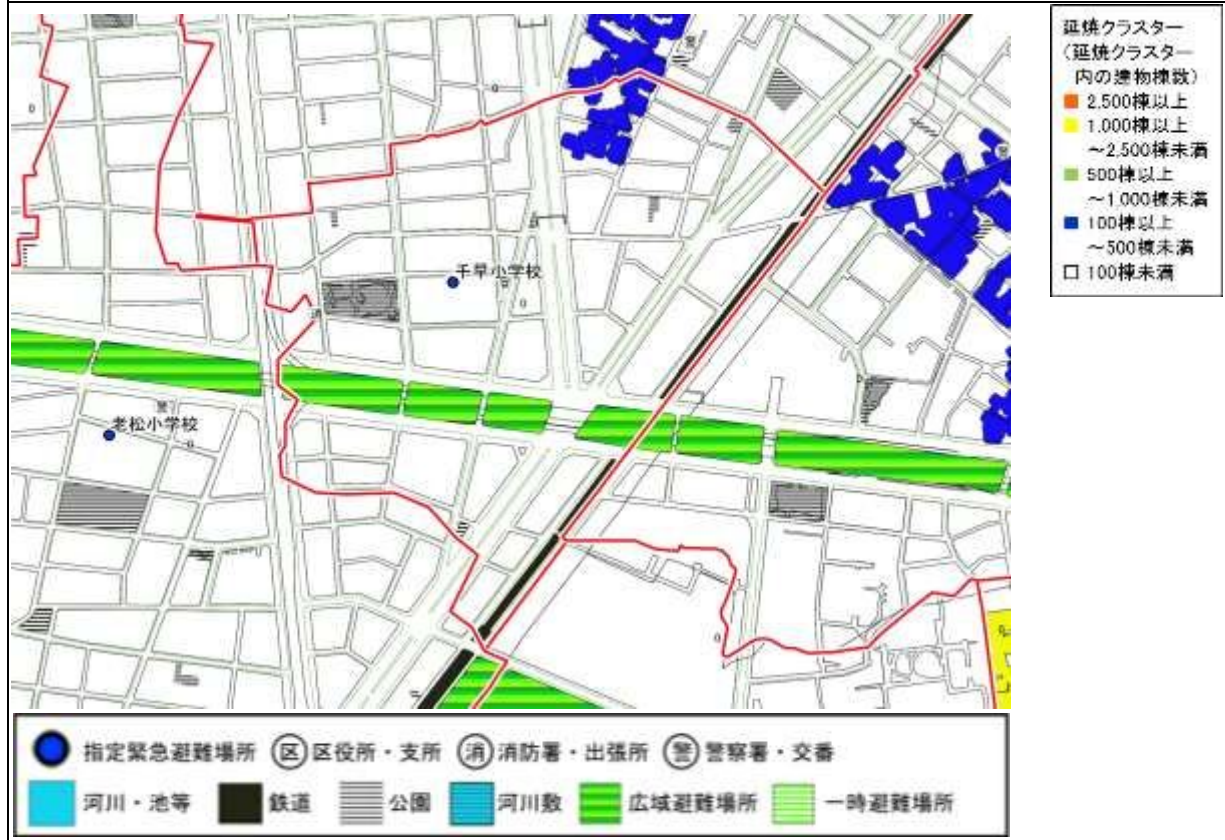 延焼クラスター
(延焼クラスター
内の建物棟数)
2,500棟以上
1,000棟以上
～2,500棟未満
500棟以上
～1,000棟未満
100棟以上
～500棟未満
100棟未満
千早小学校
老松小学校
指定緊急避難場所 区 区役所・支所 消 消防署・出張所 警 警察署・交番
河川・池等 鉄道 公園 河川敷 広域避難場所 一時避難場所